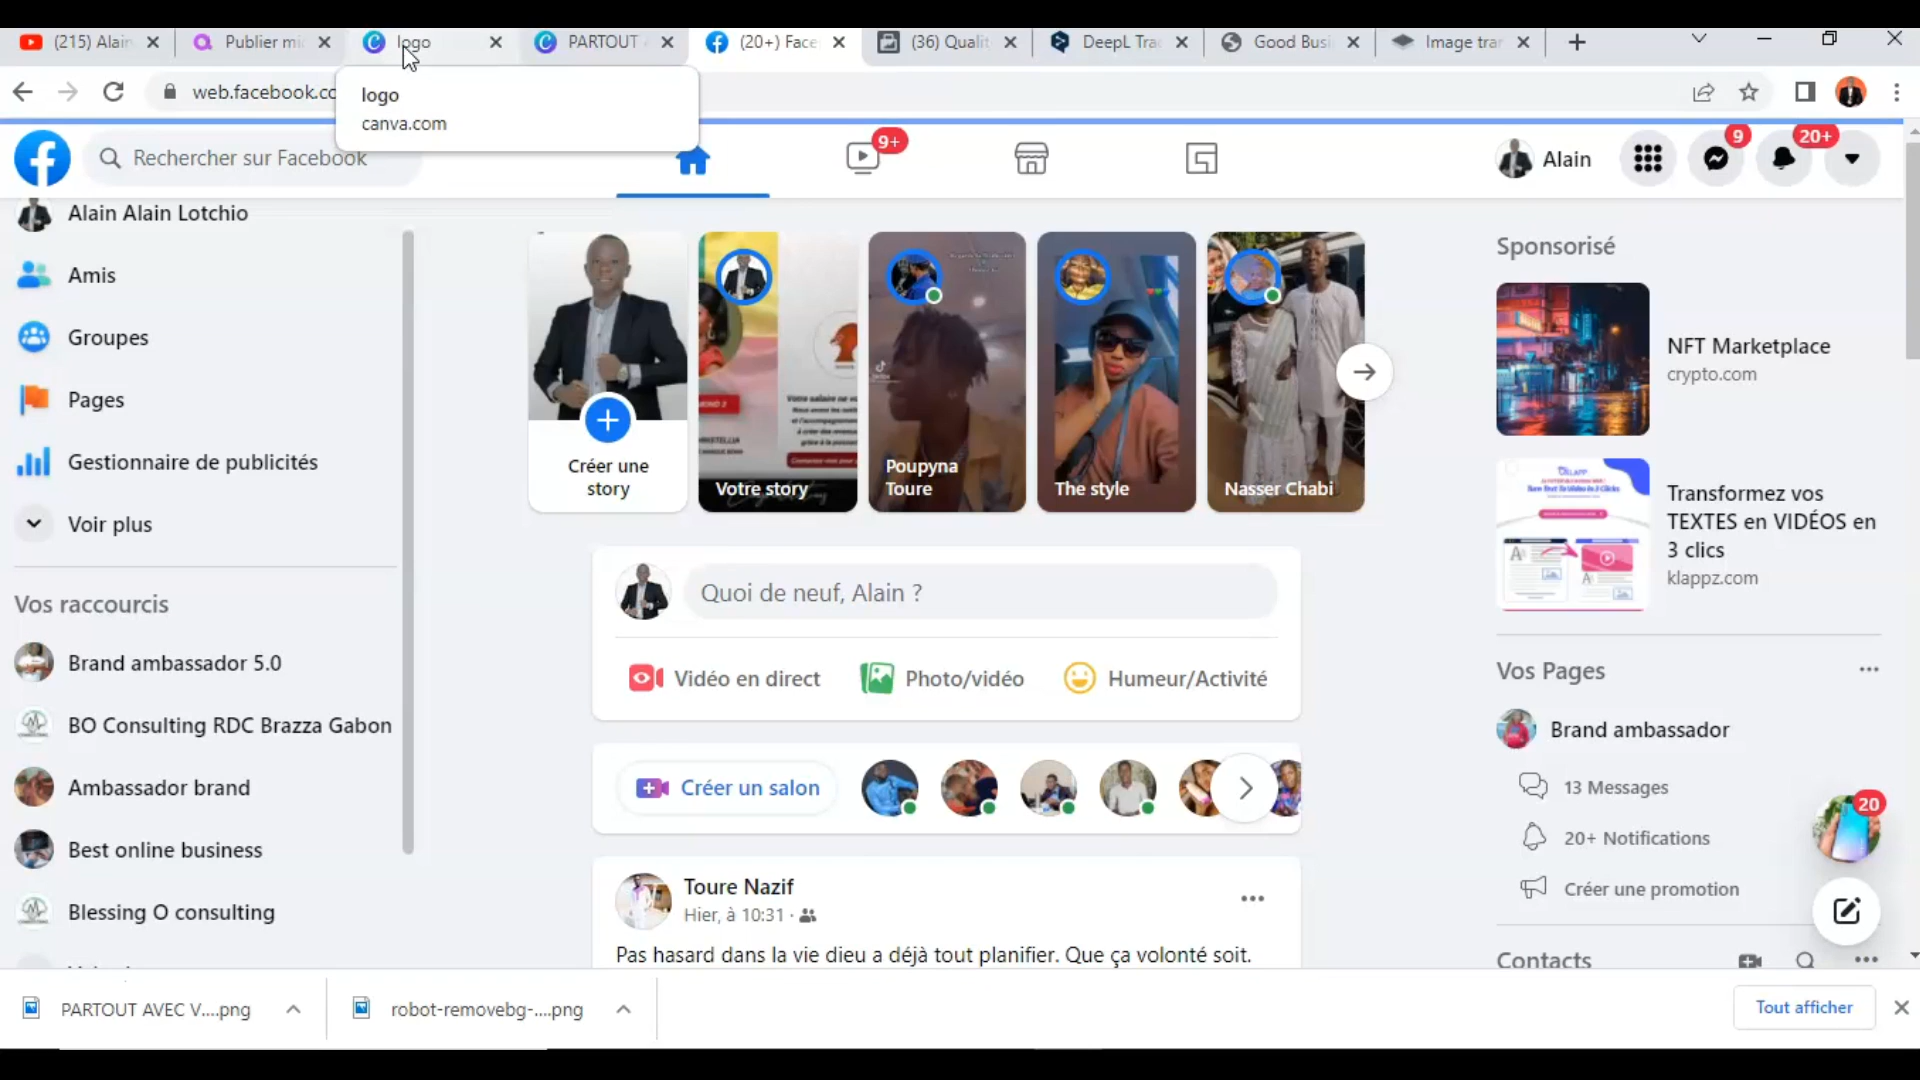 (215) Alain
Publier mi
logo
PARTOUT
(20+) Face
(36) Qualit
DeepL Tra
Good Busi
Image tran
web.facebook.co
logo
canva.com
Rechercher sur Facebook
9+
Alain
9
20+
Alain Alain Lotchio
Amis
Groupes
Pages
Gestionnaire de publicités
Voir plus
Vos raccourcis
Brand ambassador 5.0
BO Consulting RDC Brazza Gabon
Ambassador brand
Best online business
Blessing O consulting
Créer une
story
Votre story
Poupyna
Toure
The style
Nasser Chabi
Quoi de neuf, Alain ?
Vidéo en direct
Photo/vidéo
Humeur/Activité
Créer un salon
Toure Nazif
Hier, à 10:31 ·
Pas hasard dans la vie dieu a déjà tout planifier. Que ça volonté soit.
Sponsorisé
NFT Marketplace
crypto.com
Transformez vos
TEXTES en VIDÉOS en
3 clics
klappz.com
Vos Pages
Brand ambassador
13 Messages
20+ Notifications
Créer une promotion
20
Contacts
PARTOUT AVEC V....png
robot-removebg-....png
Tout afficher